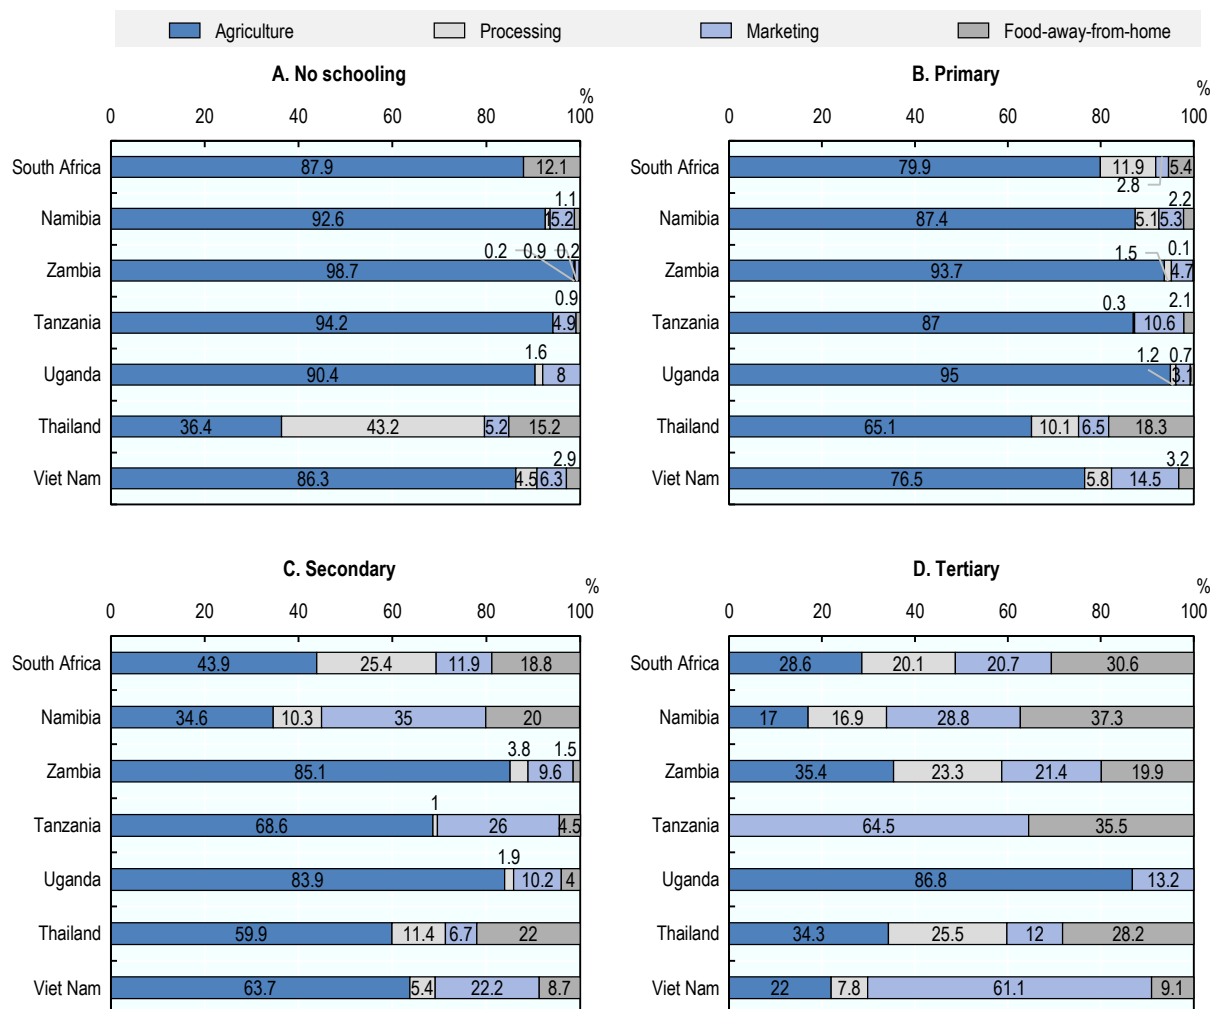 Agriculture Processing Marketing Food-away-from-home
A. No schooling
%
0 20 40 60 80 100
South Africa 87.9 12.1
1.1
Namibia 92.6 1 5.2
0.2 0.9 0.2
Zambia 98.7
0.9
Tanzania 94.2 4.9
1.6
Uganda 90.4 8
Thailand 36.4 43.2 5.2 15.2
2.9
Viet Nam 86.3 4.5 6.3
B. Primary
%
0 20 40 60 80 100
South Africa 79.9 11.9 5.4
2.8
2.2
Namibia 87.4 5.1 5.3
1.5 0.1
Zambia 93.7 4.7
0.3 2.1
Tanzania 87 10.6
1.2 0.7
Uganda 95 3.1
Thailand 65.1 10.1 6.5 18.3
3.2
Viet Nam 76.5 5.8 14.5
C. Secondary
%
0 20 40 60 80 100
South Africa 43.9 25.4 11.9 18.8
Namibia 34.6 10.3 35 20
3.8 1.5
Zambia 85.1 9.6
1
Tanzania 68.6 26 4.5
1.9
Uganda 83.9 10.2 4
Thailand 59.9 11.4 6.7 22
Viet Nam 63.7 5.4 22.2 8.7
D. Tertiary
%
0 20 40 60 80 100
South Africa 28.6 20.1 20.7 30.6
Namibia 17 16.9 28.8 37.3
Zambia 35.4 23.3 21.4 19.9
Tanzania 64.5 35.5
Uganda 86.8 13.2
Thailand 34.3 25.5 12 28.2
Viet Nam 22 7.8 61.1 9.1